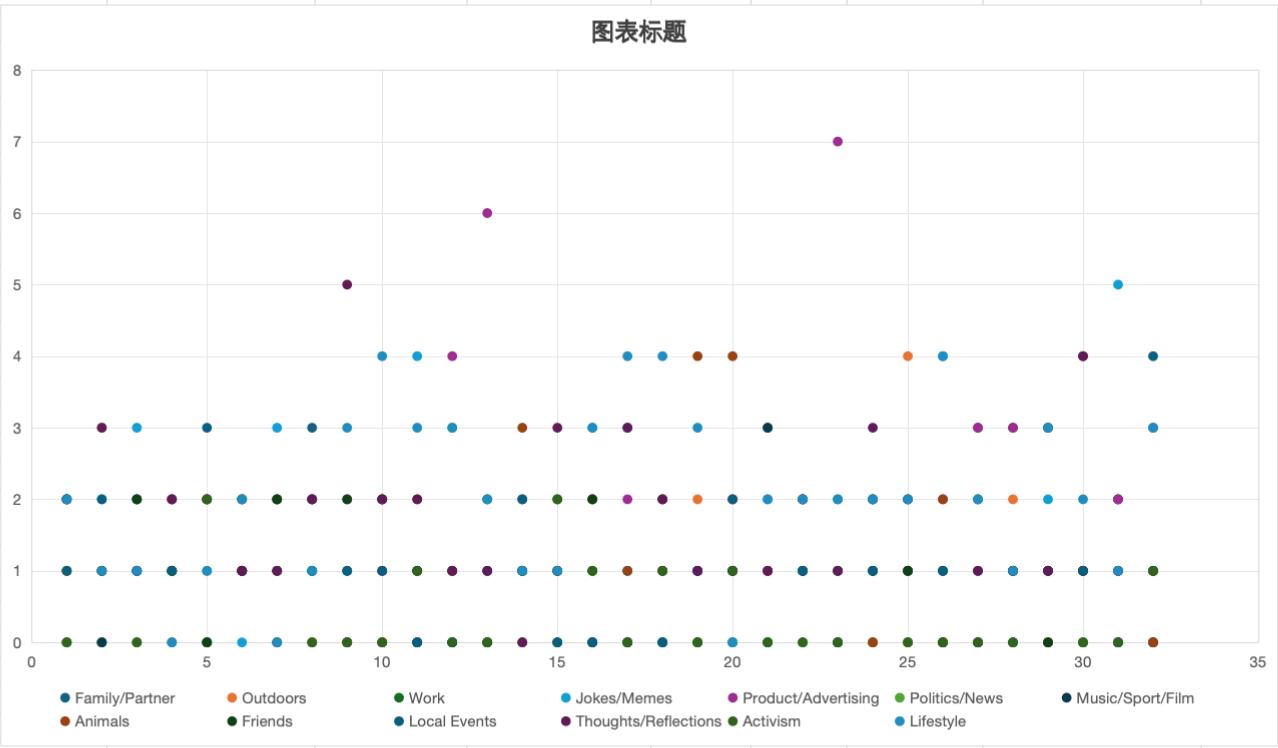 图表标题
8
7
6
5
4
3
2
1
0
0 5 10 15 20 25 30 35
Family/Partner Outdoors Work Jokes/Memes Product/Advertising Politics/News Music/Sport/Film
Animals Friends Local Events Thoughts/Reflections Activism Lifestyle